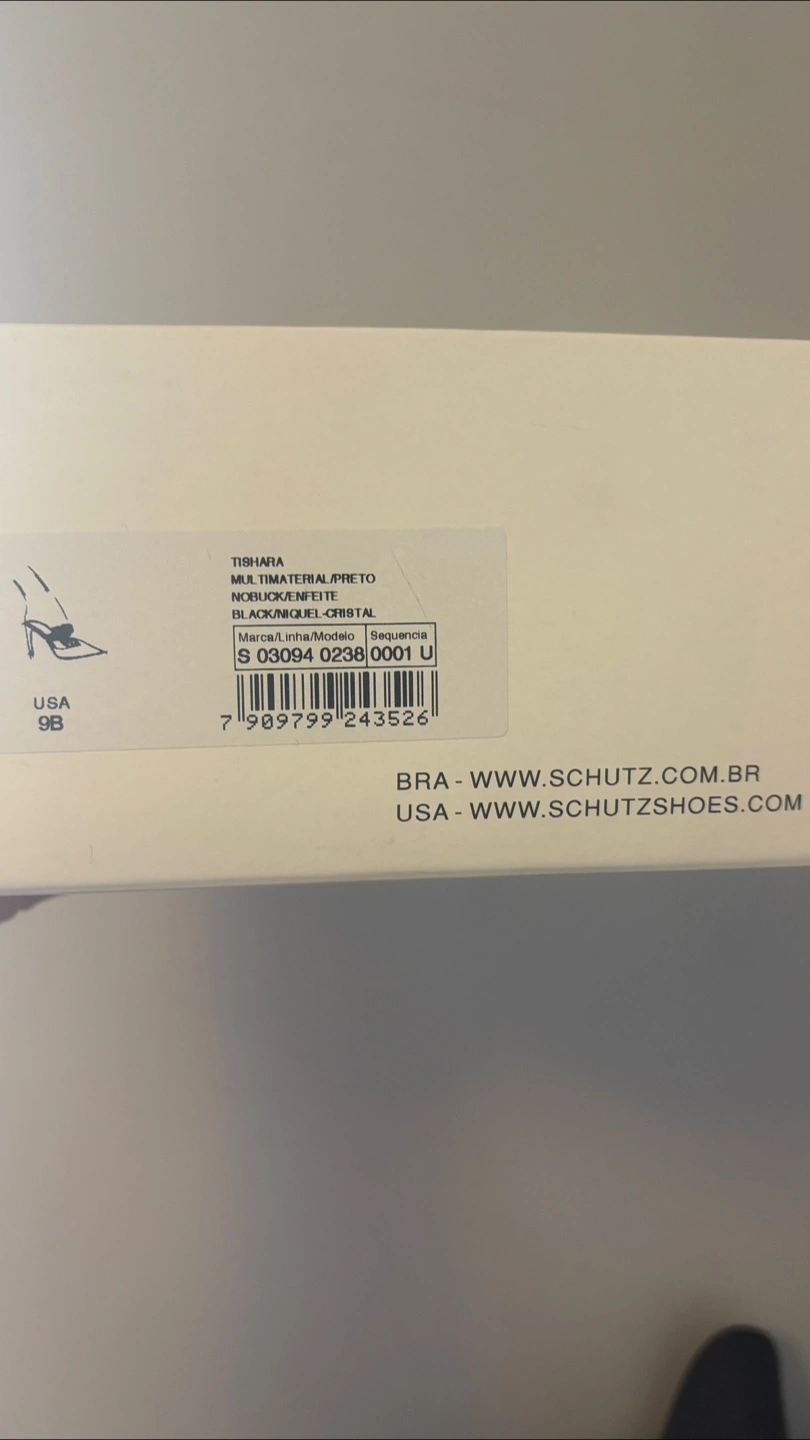 TISHARA
MULTIMATERIAL/PRETO
NOBUCK/ENFEITE
BLACK/NIQUEL-CRISTAL
Marca/Linha/Modelo Sequencia
S 03094 0238 0001 U
7 909799 243526
USA
9B
BRA - WWW.SCHUTZ.COM.BR
USA - WWW.SCHUTZSHOES.COM